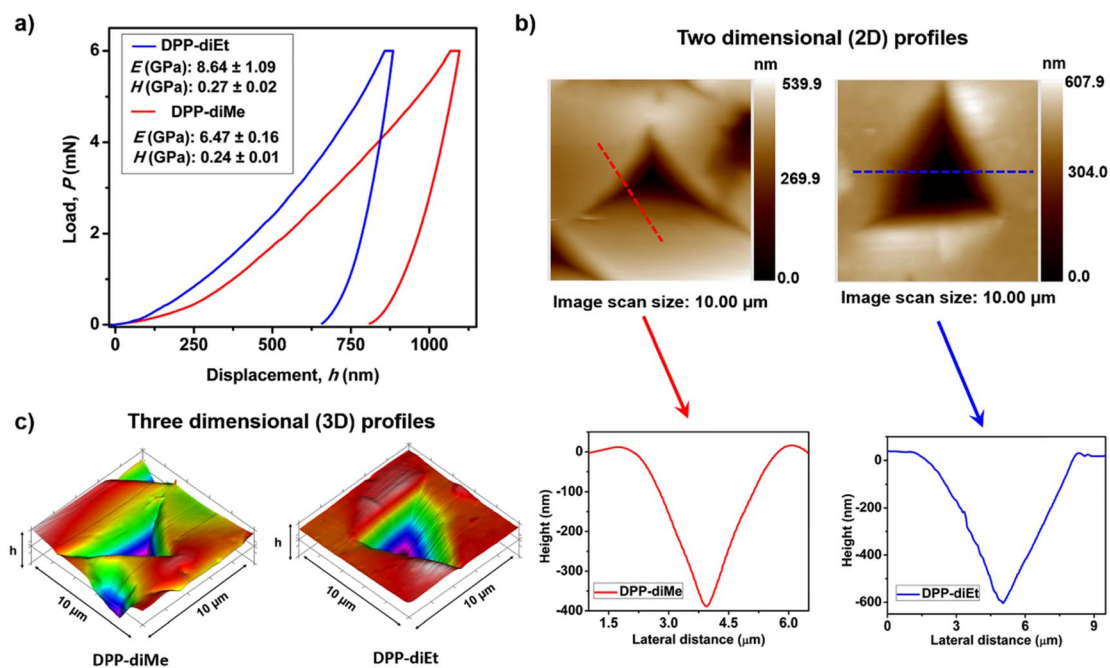 a)
6
4
2
0
Load, P (mN)
DPP-diEt
E (GPa): 8.64 ± 1.09
H (GPa): 0.27 ± 0.02
DPP-diMe
E (GPa): 6.47 ± 0.16
H (GPa): 0.24 ± 0.01
0 250 500 750 1000
Displacement, h (nm)
b)
Two dimensional (2D) profiles
nm
539.9
269.9
0.0
Image scan size: 10.00 µm
nm
607.9
304.0
0.0
Image scan size: 10.00 µm
0
-100
-200
-300
-400
Height (nm)
DPP-diMe
1.5 3.0 4.5 6.0
Lateral distance (µm)
0
-200
-400
-600
Height (nm)
DPP-diEt
0 3 6 9
Lateral distance (µm)
c)
Three dimensional (3D) profiles
h
10 µm
10 µm
DPP-diMe
h
10 µm
10 µm
DPP-diEt